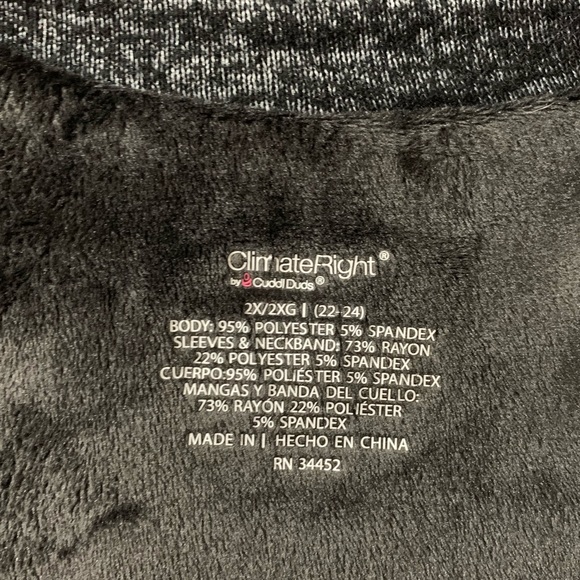 ClimateRight®
by Cuddl Duds®
2X/2XG | (22-24)
BODY: 95% POLYESTER 5% SPANDEX
SLEEVES & NECKBAND: 73% RAYON
22% POLYESTER 5% SPANDEX
CUERPO:95% POLIÉSTER 5% SPANDEX
MANGAS Y BANDA DEL CUELLO:
73% RAYÓN 22% POLIÉSTER
5% SPANDEX
MADE IN | HECHO EN CHINA
RN 34452